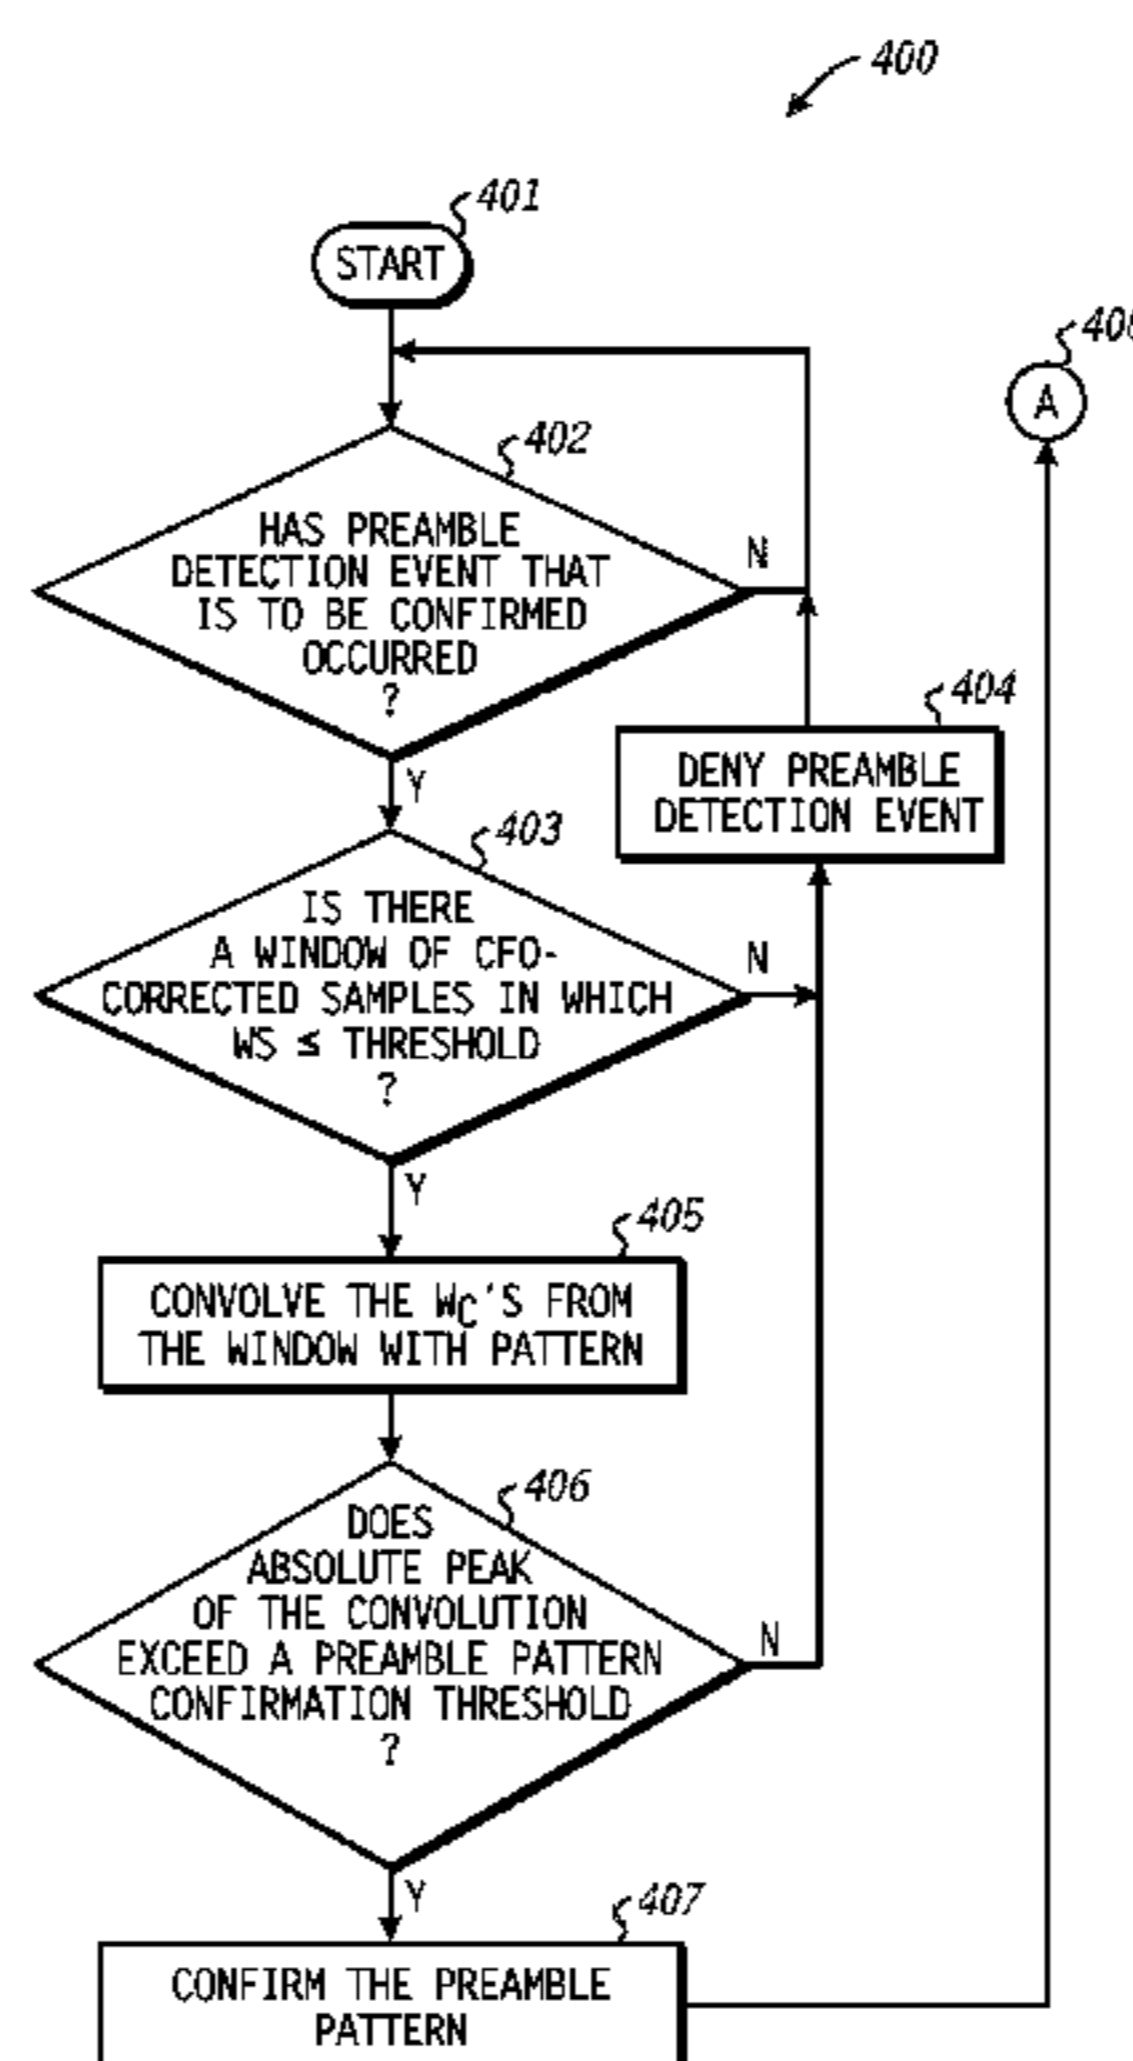 400
401
START
A
402
HAS PREAMBLE
DETECTION EVENT THAT
IS TO BE CONFIRMED
OCCURRED
?
N
Y
404
DENY PREAMBLE
DETECTION EVENT
403
IS THERE
A WINDOW OF CFO-
CORRECTED SAMPLES IN WHICH
WS ≤ THRESHOLD
?
N
Y
405
CONVOLVE THE WC'S FROM
THE WINDOW WITH PATTERN
406
DOES
ABSOLUTE PEAK
OF THE CONVOLUTION
EXCEED A PREAMBLE PATTERN
CONFIRMATION THRESHOLD
?
N
Y
407
CONFIRM THE PREAMBLE
PATTERN